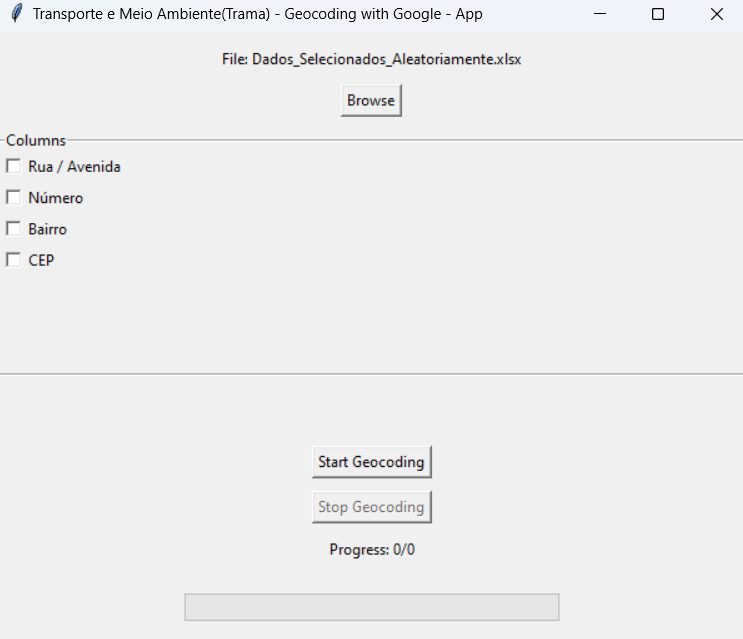 Transporte e Meio Ambiente(Trama) - Geocoding with Google - App
File: Dados_Selecionados_Aleatoriamente.xlsx
Browse
Columns
Rua / Avenida
Número
Bairro
CEP
Start Geocoding
Stop Geocoding
Progress: 0/0